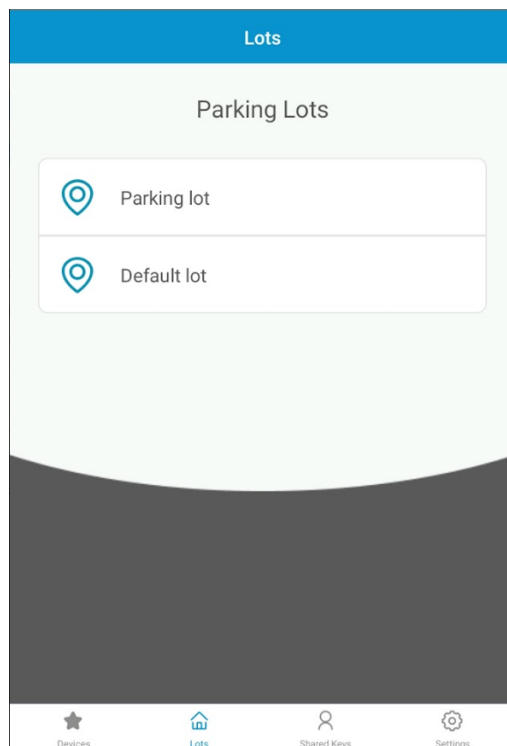 Lots
Parking Lots
Parking lot
Default lot
Devices
Lots
Shared Keys
Settings